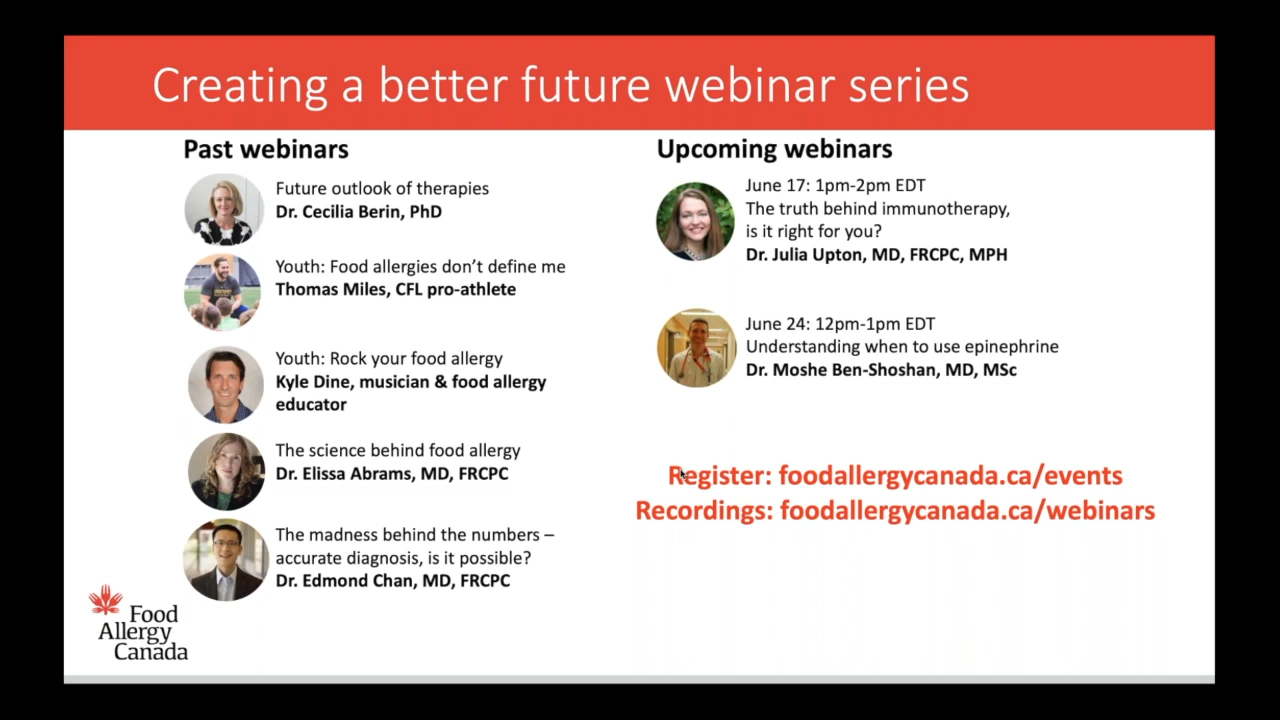 Creating a better future webinar series
Past webinars
Future outlook of therapies
Dr. Cecilia Berin, PhD
Youth: Food allergies don’t define me
Thomas Miles, CFL pro-athlete
Youth: Rock your food allergy
Kyle Dine, musician & food allergy
educator
The science behind food allergy
Dr. Elissa Abrams, MD, FRCPC
The madness behind the numbers –
accurate diagnosis, is it possible?
Dr. Edmond Chan, MD, FRCPC
Upcoming webinars
June 17: 1pm-2pm EDT
The truth behind immunotherapy,
is it right for you?
Dr. Julia Upton, MD, FRCPC, MPH
June 24: 12pm-1pm EDT
Understanding when to use epinephrine
Dr. Moshe Ben-Shoshan, MD, MSc
Register: foodallergycanada.ca/events
Recordings: foodallergycanada.ca/webinars
Food
Allergy
Canada